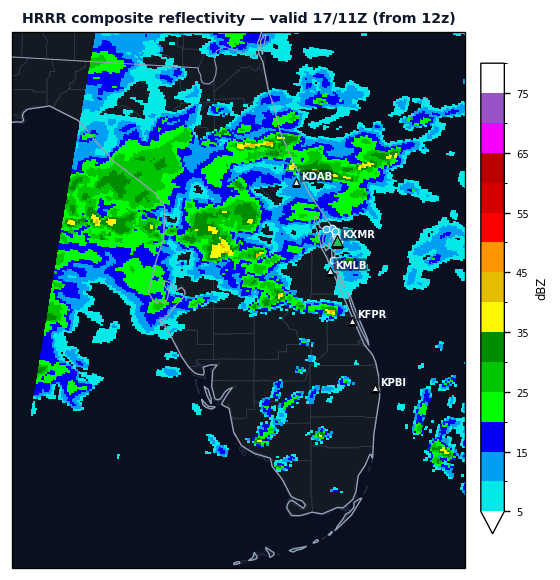 HRRR composite reflectivity — valid 17/11Z (from 12z)
75
65
55
45
35
25
15
5
dBZ
KDAB
KXMR
KMLB
KFPR
KPBI